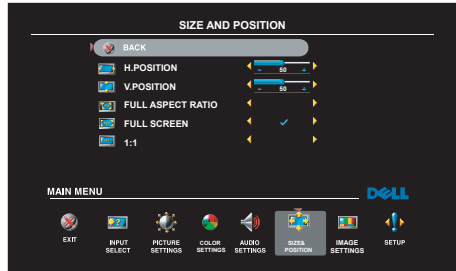 SIZE AND POSITION
BACK
H.POSITION - 50 +
V.POSITION - 50 +
FULL ASPECT RATIO
FULL SCREEN
1:1
MAIN MENU
DELL
EXIT
INPUT SELECT
PICTURE SETTINGS
COLOR SETTINGS
AUDIO SETTINGS
SIZE& POSITION
IMAGE SETTINGS
SETUP